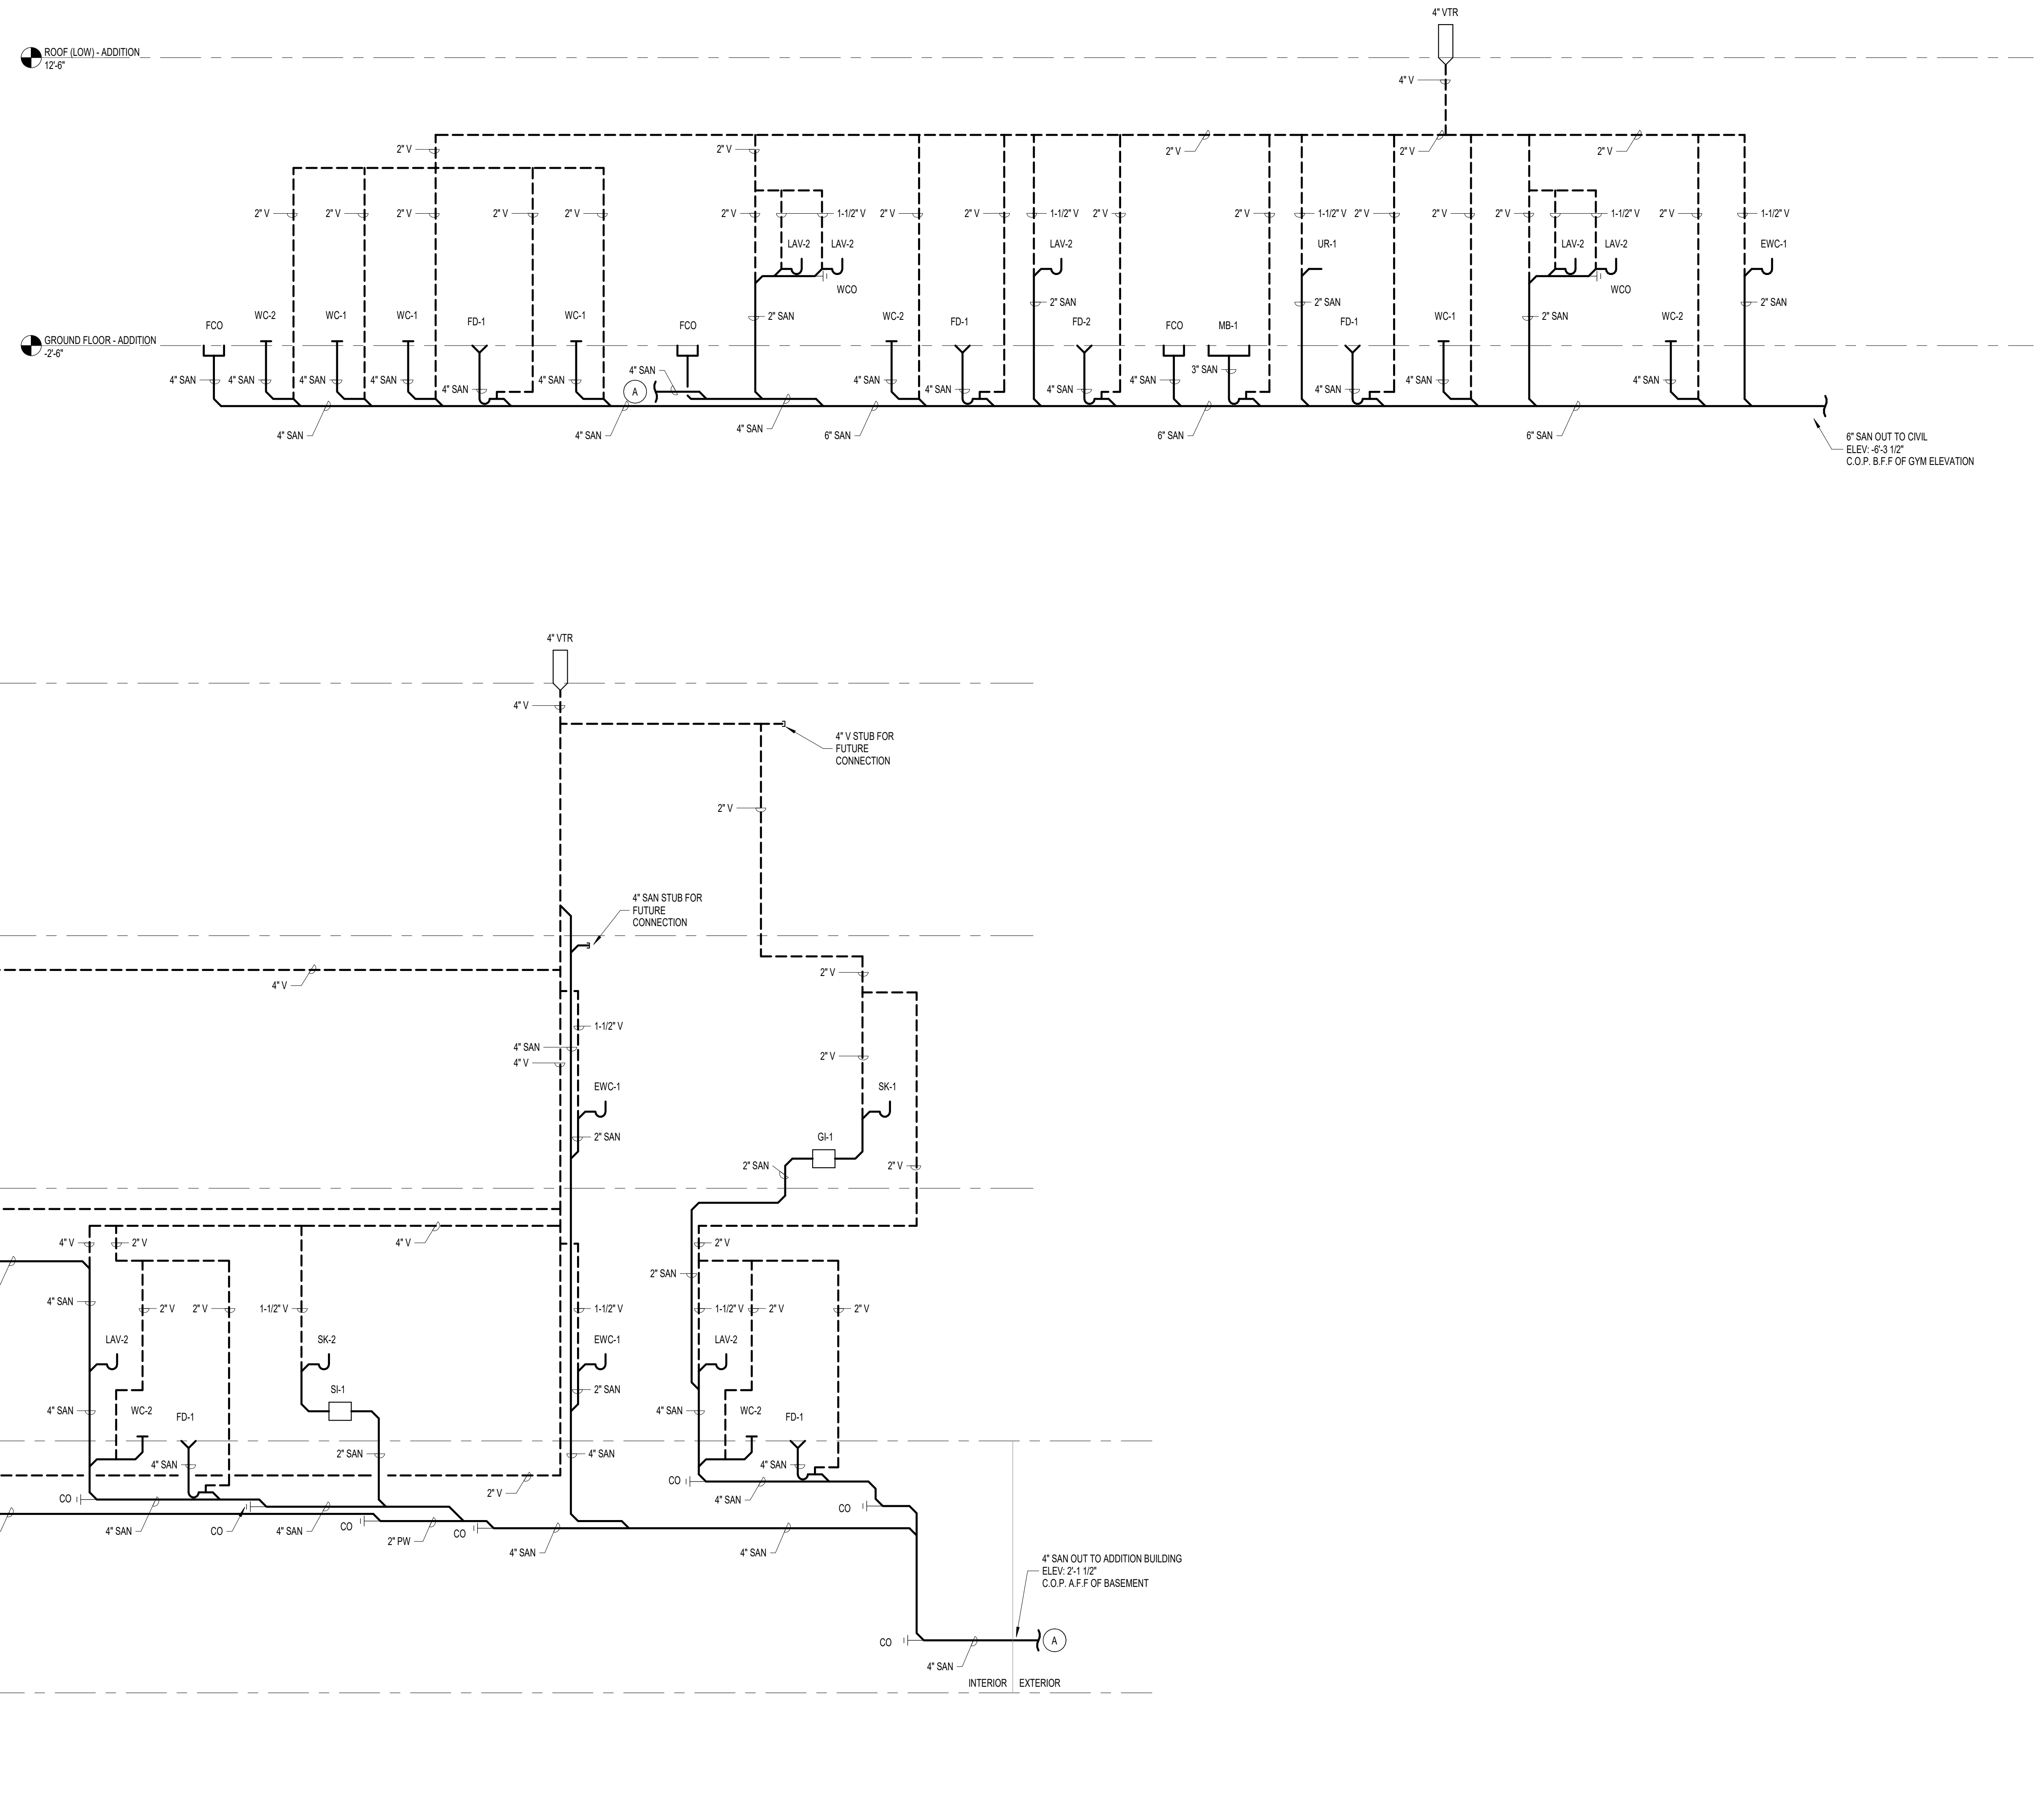 4" VTR
ROOF (LOW) - ADDITION
12'-6"
4" V
2" V
2" V
2" V
2" V
2" V
2" V
2" V
2" V
2" V
2" V
2" V
1-1/2" V
2" V
2" V
1-1/2" V
2" V
2" V
1-1/2" V
2" V
2" V
2" V
1-1/2" V
2" V
1-1/2" V
LAV-2
LAV-2
LAV-2
UR-1
LAV-2
LAV-2
EWC-1
WCO
WCO
2" SAN
2" SAN
2" SAN
FCO
WC-2
WC-1
WC-1
FD-1
WC-1
FCO
2" SAN
WC-2
FD-1
FD-2
FCO
MB-1
FD-1
WC-1
2" SAN
WC-2
GROUND FLOOR - ADDITION
-2'-6"
4" SAN
4" SAN
4" SAN
4" SAN
4" SAN
4" SAN
A
4" SAN
4" SAN
4" SAN
4" SAN
4" SAN
3" SAN
4" SAN
4" SAN
4" SAN
4" SAN
4" SAN
4" SAN
6" SAN
6" SAN
6" SAN
6" SAN OUT TO CIVIL
ELEV: -6'-3 1/2"
C.O.P. B.F.F OF GYM ELEVATION
4" VTR
4" V
4" V STUB FOR
FUTURE
CONNECTION
2" V
4" SAN STUB FOR
FUTURE
CONNECTION
4" V
2" V
1-1/2" V
4" SAN
4" V
2" V
EWC-1
SK-1
2" SAN
GI-1
2" SAN
2" V
4" V
2" V
4" V
2" V
2" SAN
4" SAN
2" V
2" V
1-1/2" V
1-1/2" V
1-1/2" V
2" V
2" V
LAV-2
SK-2
EWC-1
LAV-2
SI-1
2" SAN
4" SAN
WC-2
FD-1
4" SAN
WC-2
FD-1
2" SAN
4" SAN
4" SAN
4" SAN
CO
2" V
CO
4" SAN
CO
4" SAN
CO
4" SAN
CO
2" PW
CO
CO
4" SAN
4" SAN
4" SAN OUT TO ADDITION BUILDING
ELEV: 2'-1 1/2"
C.O.P. A.F.F OF BASEMENT
CO
A
4" SAN
INTERIOR
EXTERIOR